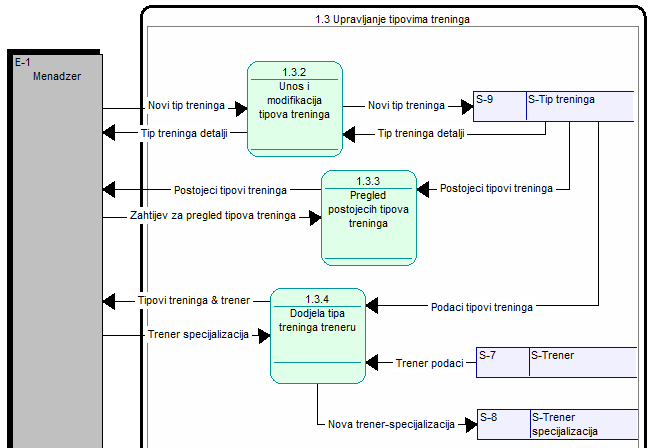 1.3 Upravljanje tipovima treninga
E-1
Menadzer
1.3.2
Unos i
modifikacija
tipova treninga
Novi tip treninga
Novi tip treninga
S-9
S-Tip treninga
Tip treninga detalji
Tip treninga detalji
1.3.3
Pregled
postojecih tipova
treninga
Postojeci tipovi treninga
Postojeci tipovi treninga
Zahtijev za pregled tipova treninga
1.3.4
Dodjela tipa
treninga treneru
Tipovi treninga & trener
Podaci tipovi treninga
Trener specijalizacija
Trener podaci
S-7
S-Trener
Nova trener-specijalizacija
S-8
S-Trener
specijalizacija